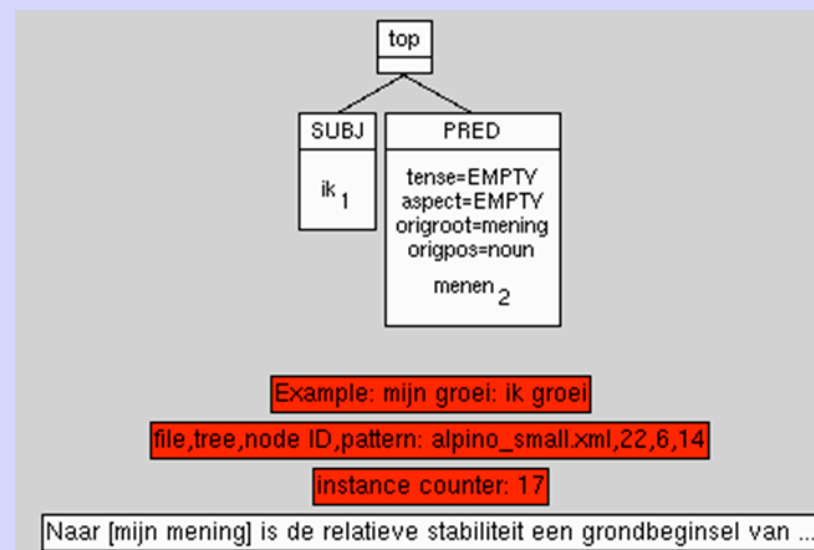 top
SUBJ
ik 1
PRED
tense=EMPTY
aspect=EMPTY
origroot=mening
origpos=noun
menen 2
Example: mijn groei: ik groei
file,tree,node ID,pattern: alpino_small.xml,22,6,14
instance counter: 17
Naar [mijn mening] is de relatieve stabiliteit een grondbeginsel van ...